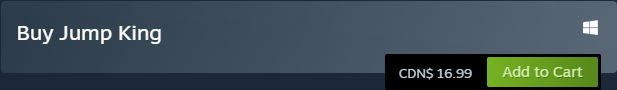 Buy Jump King
CDN$ 16.99
Add to Cart